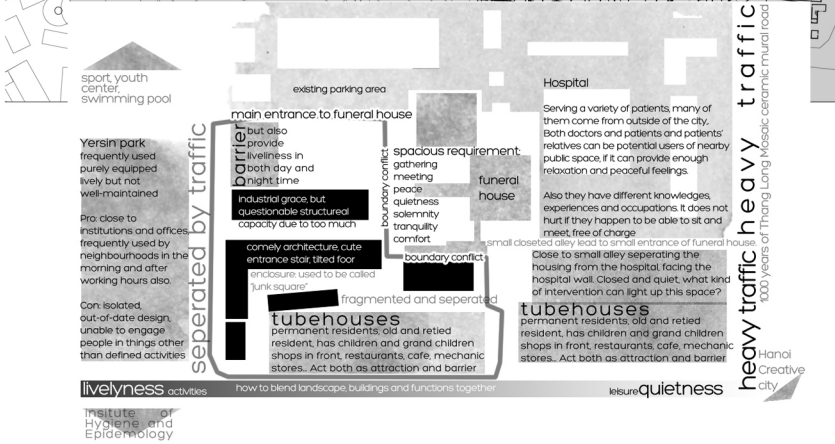 sport, youth
center,
swimming pool
Yersin park
frequently used
purely equipped
lively but not
well-maintained
Pro: close to
institutions and offices,
frequently used by
neighbourhoods in the
morning and after
working hours also.
Con: isolated,
out-of-date design,
unable to engage
people in things other
than defined activities
seperated by traffic
existing parking area
main entrance to funeral house
barrier
but also
provide
liveliness in
both day and
night time
industrial grace, but
questionable structureal
capacity due to too much
comely architecture, cute
entrance stair, tilted foor
enclosure: used to be called
"junk square"
fragmented and seperated
tubehouses
permanent residents, old and retied
resident, has children and grand children
shops in front, restaurants, cafe, mechanic
stores... Act both as attraction and barrier
boundary conflict
spacious requirement:
gathering
meeting
peace
quietness
solemnity
tranquility
comfort
funeral
house
boundary conflict
Hospital
Serving a variety of patients, many of
them come from outside of the city,
Both doctors and patients and patients'
relatives can be potential users of nearby
public space, if it can provide enough
relaxation and peaceful feelings.
Also they have different knowledges,
experiences and occupations. It does not
hurt if they happen to be able to sit and
meet, free of charge
small closeted alley lead to small entrance of funeral house.
Close to small alley seperating the
housing from the hospital, facing the
hospital wall. Closed and quiet, what kind
of intervention can light up this space?
tubehouses
permanent residents, old and retied
resident, has children and grand children
shops in front, restaurants, cafe, mechanic
stores... Act both as attraction and barrier
heavy traffic heavy traffic
1000 years of Thang Long Mosaic ceramic mural road
Hanoi
Creative
city
livelyness activities
how to blend landscape, buildings and functions together
leisure quietness
Insitute of
Hygiene and
Epidemology